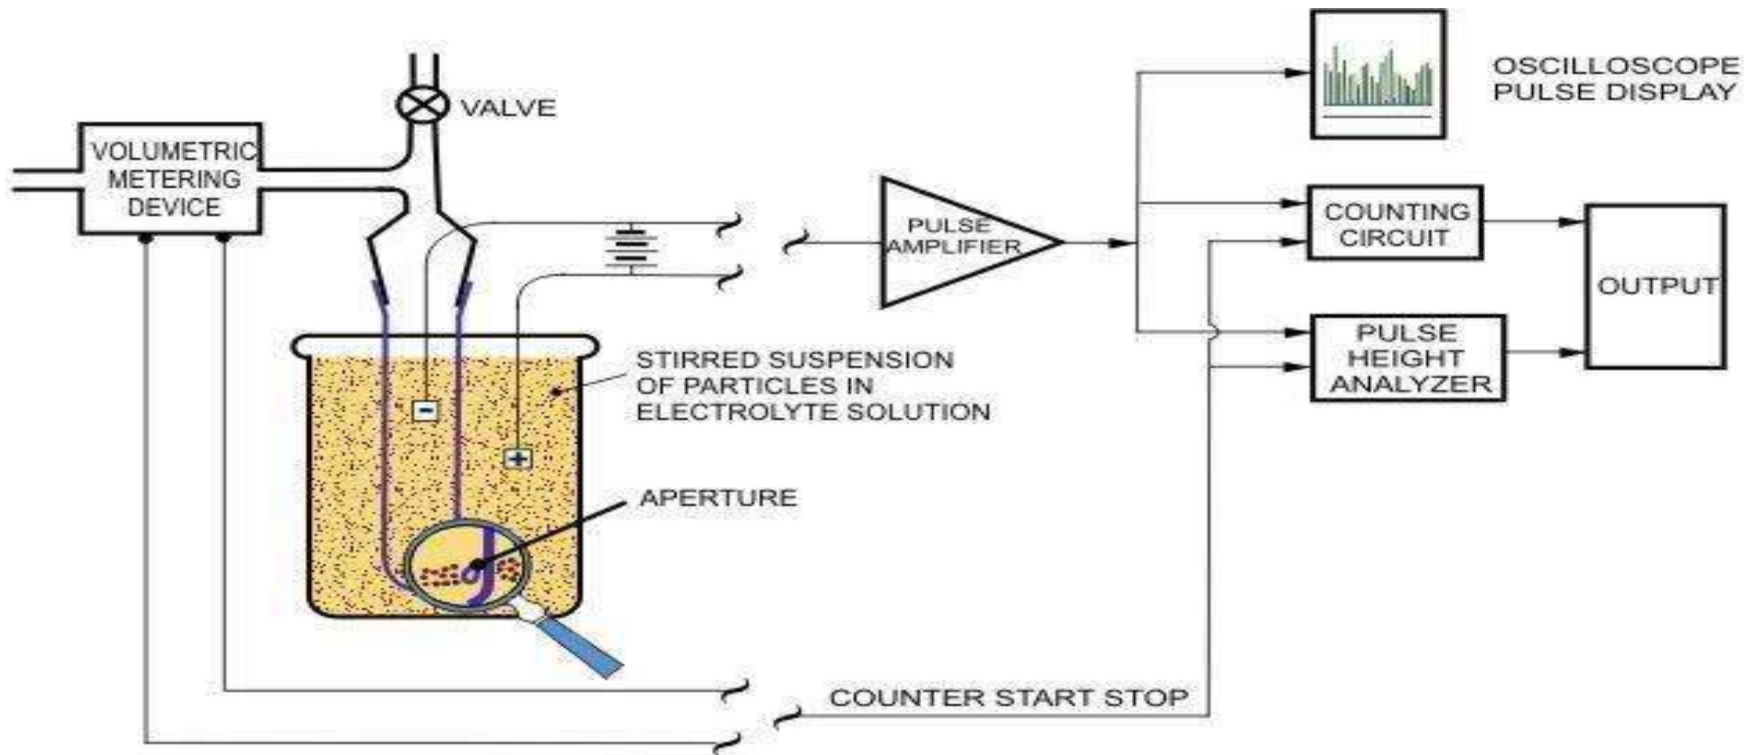 VALVE
VOLUMETRIC
METERING
DEVICE
OSCILLOSCOPE
PULSE DISPLAY
PULSE
AMPLIFIER
COUNTING
CIRCUIT
OUTPUT
PULSE
HEIGHT
ANALYZER
STIRRED SUSPENSION
OF PARTICLES IN
ELECTROLYTE SOLUTION
-
+
APERTURE
COUNTER START STOP